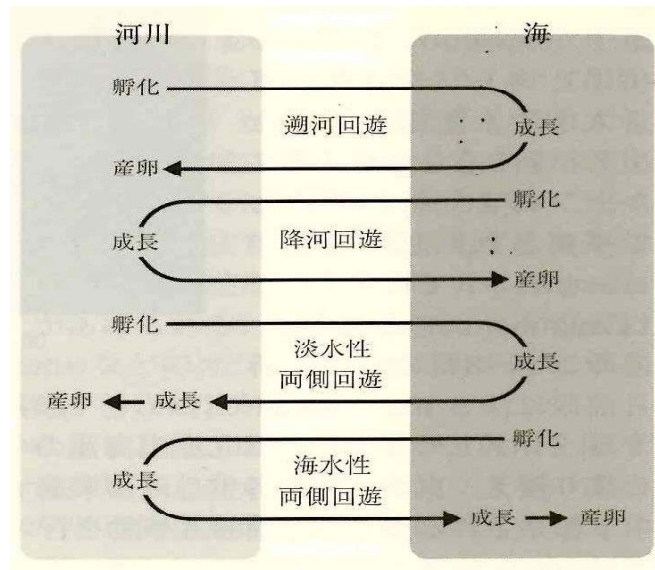 河川 海
孵化
遡河回遊 成長
産卵
孵化
成長 降河回遊
産卵
孵化
淡水性 成長
両側回遊
産卵 成長
孵化
成長 海水性
両側回遊
成長 産卵